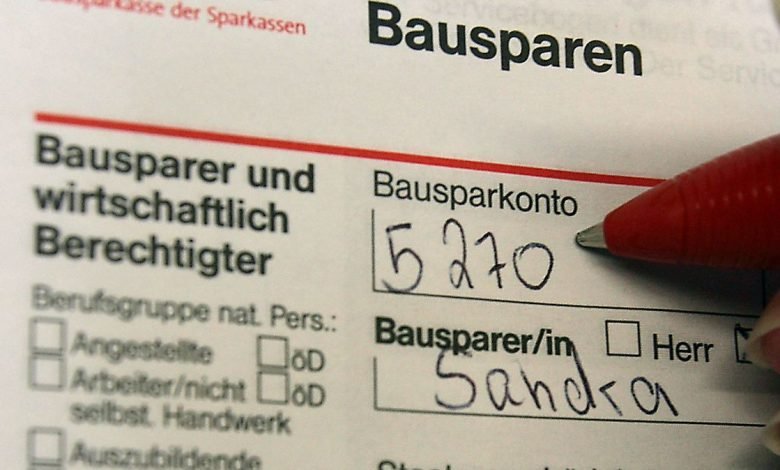 Bausparkasse der Sparkassen
Bausparen
Bausparer und
wirtschaftlich
Berechtigter
Berufsgruppe nat. Pers.:
Angestellte öD
Arbeiter/nicht öD
selbst. Handwerk
Auszubildende
Bausparkonto
5270
Bausparer/in Herr
Sandra